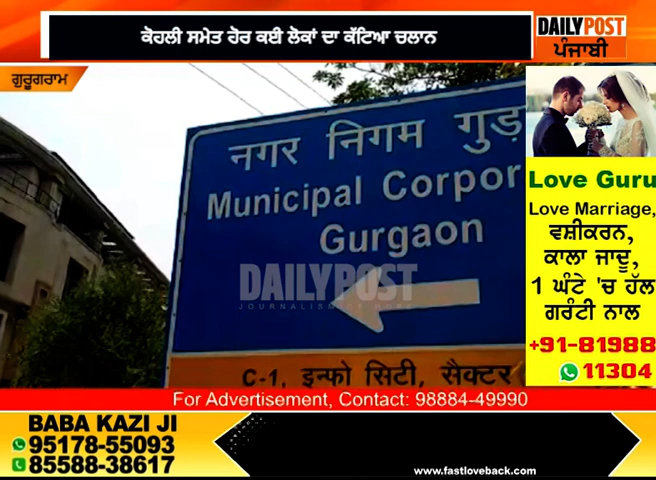 ਕੋਹਲੀ ਸਮੇਤ ਹੋਰ ਕਈ ਲੋਕਾਂ ਦਾ ਕੱਟਿਆ ਚਲਾਨ
DAILYPOST
ਪੰਜਾਬੀ
ਗੁਰੂਗਰਾਮ
नगर निगम गुड़
Municipal Corpor
Gurgaon
DAILYPOST
C-1, इन्फो सिटी, सैक्टर
Love Guru
Love Marriage,
ਵਸ਼ੀਕਰਨ,
ਕਾਲਾ ਜਾਦੂ,
1 ਘੰਟੇ 'ਚ ਹੱਲ
ਗਰੰਟੀ ਨਾਲ
+91-81988
11304
For Advertisement, Contact: 98884-49990
BABA KAZI JI
95178-55093
85588-38617
www.fastloveback.com